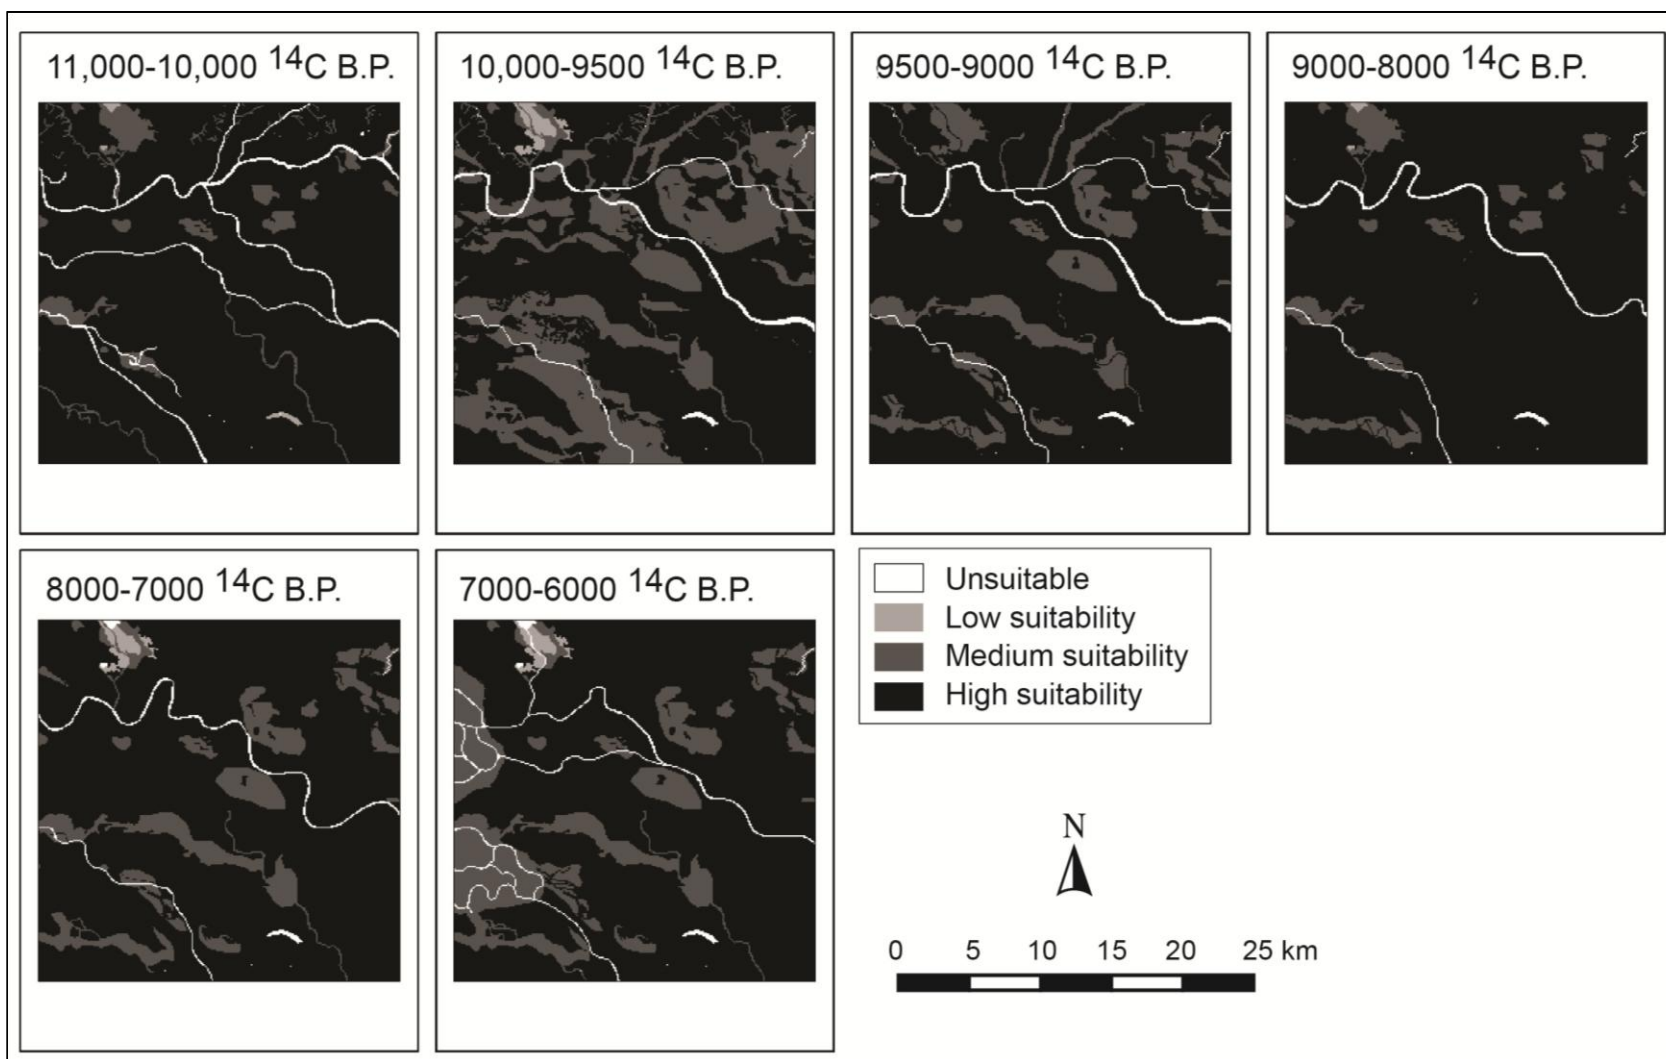 11,000-10,000 14C B.P.
10,000-9500 14C B.P.
9500-9000 14C B.P.
9000-8000 14C B.P.
8000-7000 14C B.P.
7000-6000 14C B.P.
Unsuitable
Low suitability
Medium suitability
High suitability
N
0 5 10 15 20 25 km